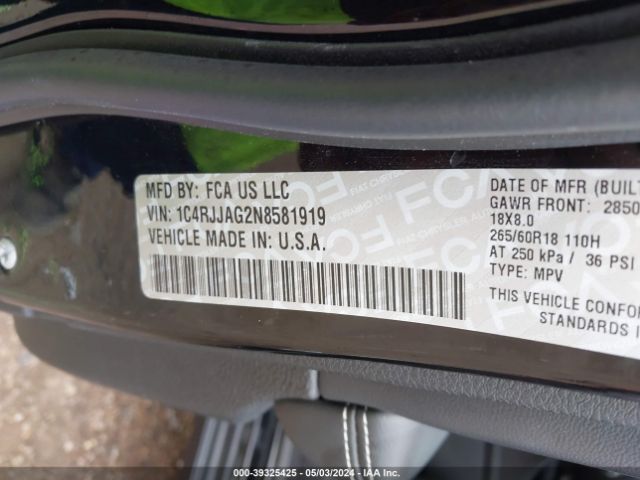 MFD BY: FCA US LLC
VIN: 1C4RJJAG2N8581919
VEHICLE MADE IN: U.S.A.
DATE OF MFR (BUILT
GAWR FRONT: 2850
18X8.0
265/60R18 110H
AT 250 kPa / 36 PSI
TYPE: MPV
THIS VEHICLE CONFOR
STANDARDS I
000-39325425 - 05/03/2024 - IAA Inc.